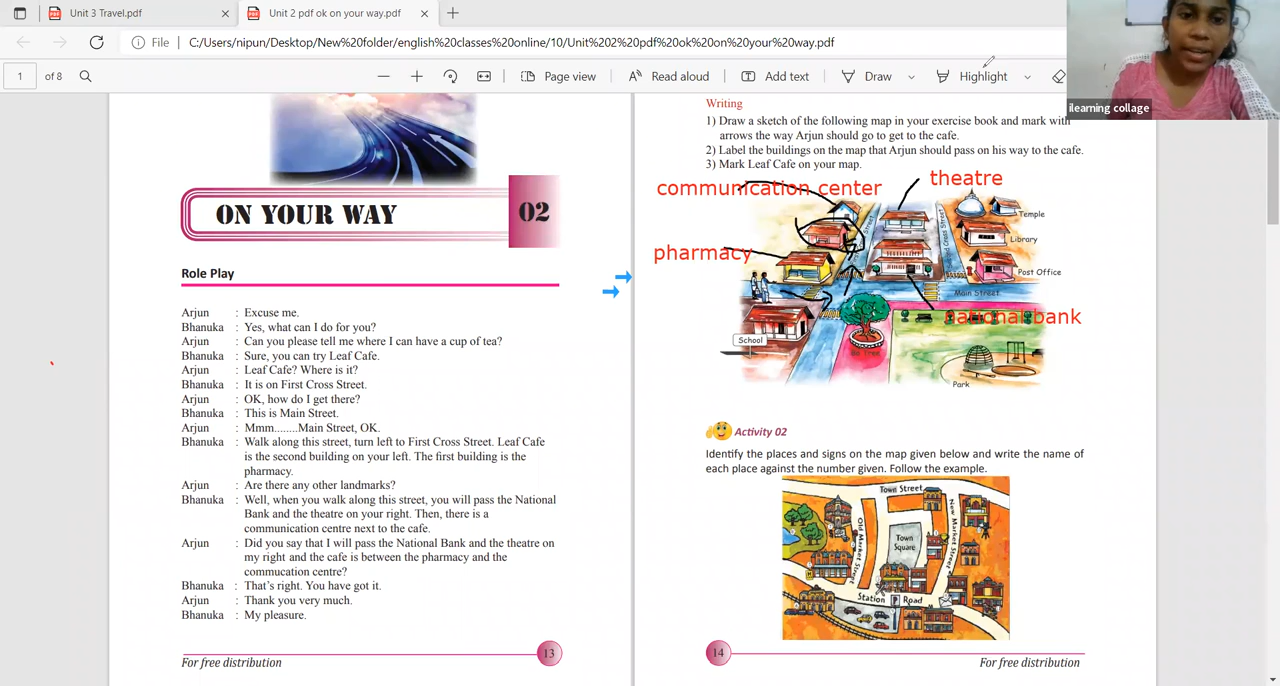 Unit 3 Travel.pdf
Unit 2 pdf ok on your way.pdf
File
C:/Users/nipun/Desktop/New%20folder/english%20classes%20online/10/Unit%202%20pdf%20ok%20on%20your%20way.pdf
1 of 8
Page view
Read aloud
Add text
Draw
Highlight
ilearning collage
ON YOUR WAY
02
Role Play
Arjun : Excuse me.
Bhanuka : Yes, what can I do for you?
Arjun : Can you please tell me where I can have a cup of tea?
Bhanuka : Sure, you can try Leaf Cafe.
Arjun : Leaf Cafe? Where is it?
Bhanuka : It is on First Cross Street.
Arjun : OK, how do I get there?
Bhanuka : This is Main Street.
Arjun : Mmm........Main Street, OK.
Bhanuka : Walk along this street, turn left to First Cross Street. Leaf Cafe
is the second building on your left. The first building is the
pharmacy.
Arjun : Are there any other landmarks?
Bhanuka : Well, when you walk along this street, you will pass the National
Bank and the theatre on your right. Then, there is a
communication centre next to the cafe.
Arjun : Did you say that I will pass the National Bank and the theatre on
my right and the cafe is between the pharmacy and the
commucation centre?
Bhanuka : That's right. You have got it.
Arjun : Thank you very much.
Bhanuka : My pleasure.
For free distribution
13
Writing
1) Draw a sketch of the following map in your exercise book and mark with
arrows the way Arjun should go to get to the cafe.
2) Label the buildings on the map that Arjun should pass on his way to the cafe.
3) Mark Leaf Cafe on your map.
communication center
theatre
pharmacy
national bank
Temple
Library
Post Office
Street
Cross Street
Main Street
School
Bo Tree
Park
Activity 02
Identify the places and signs on the map given below and write the name of
each place against the number given. Follow the example.
Town Street
Old Market Street
Town
Square
New Market Street
Station Road
14
For free distribution